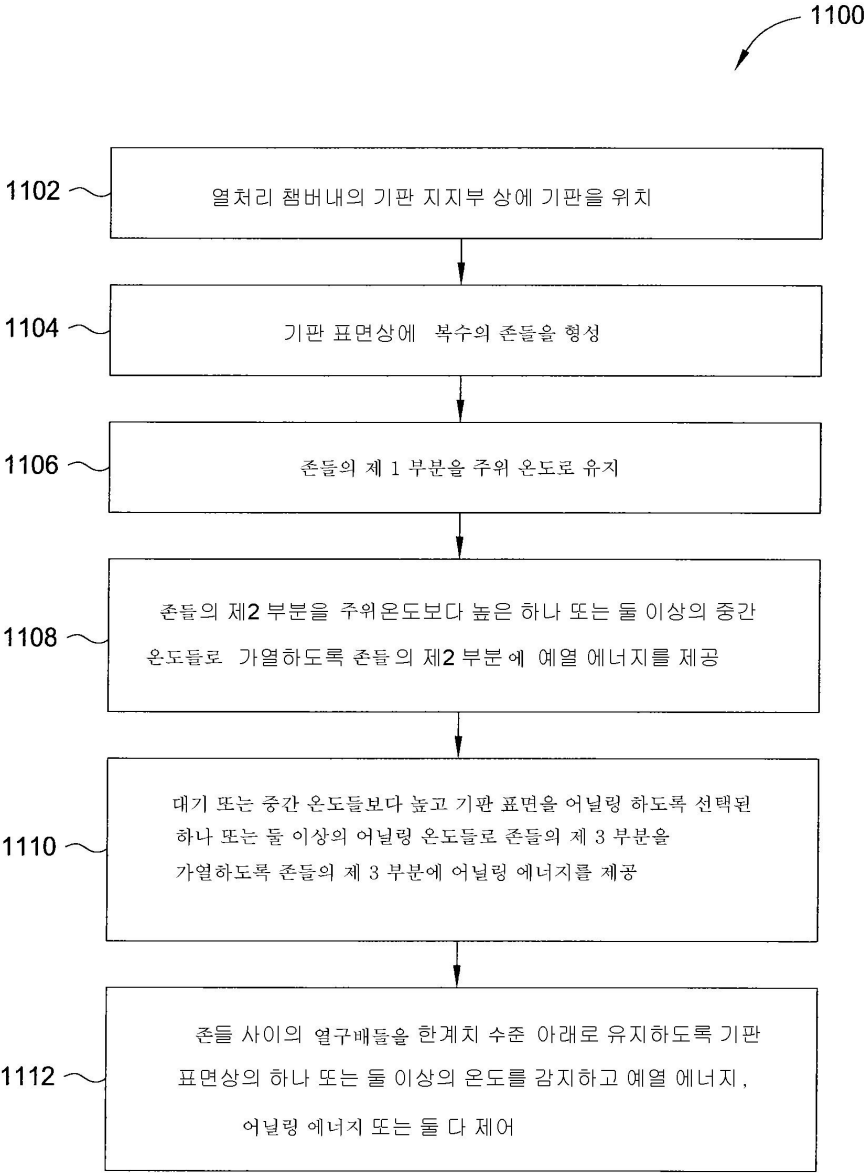 1100
1102
열처리 챔버내의 기판 지지부 상에 기판을 위치
1104
기판 표면상에 복수의 존들을 형성
1106
존들의 제 1 부분을 주위 온도로 유지
존들의 제2 부분을 주위온도보다 높은 하나 또는 둘 이상의 중간
1108
온도들로 가열하도록 존들의 제2 부분에 예열 에너지를 제공
대기 또는 중간 온도들보다 높고 기판 표면을 어닐링 하도록 선택된
1110
하나 또는 둘 이상의 어닐링 온도들로 존들의 제 3 부분을
가열하도록 존들의 제 3 부분에 어닐링 에너지를 제공
존들 사이의 열구배들을 한계치 수준 아래로 유지하도록 기판
1112
표면상의 하나 또는 둘 이상의 온도를 감지하고 예열 에너지,
어닐링 에너지 또는 둘 다 제어